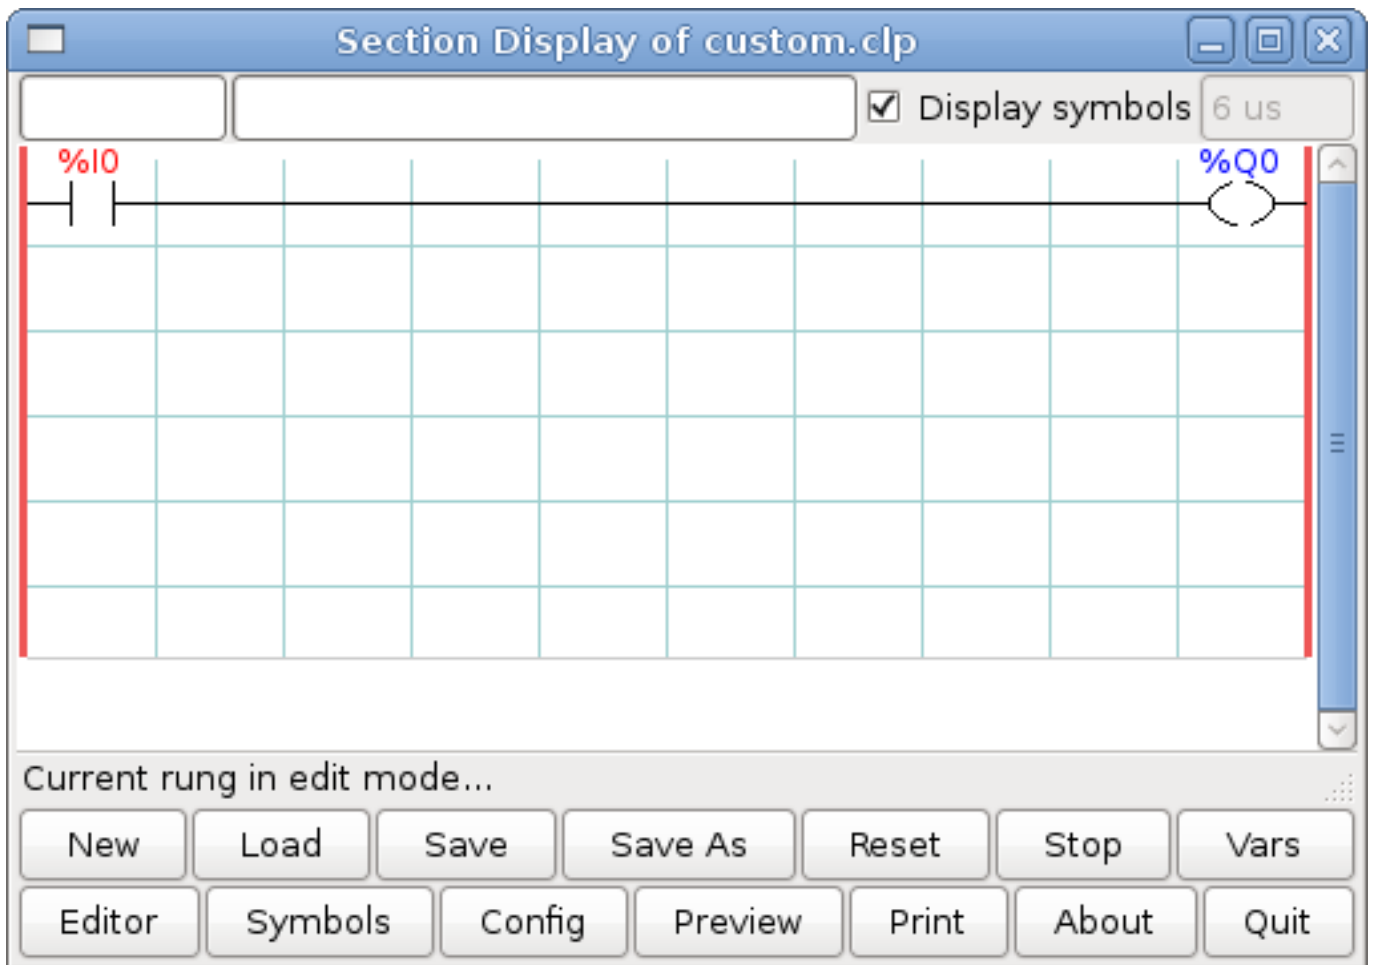 Section Display of custom.clp
Display symbols 6 us
%I0 %Q0
Current rung in edit mode...
New Load Save Save As Reset Stop Vars
Editor Symbols Config Preview Print About Quit